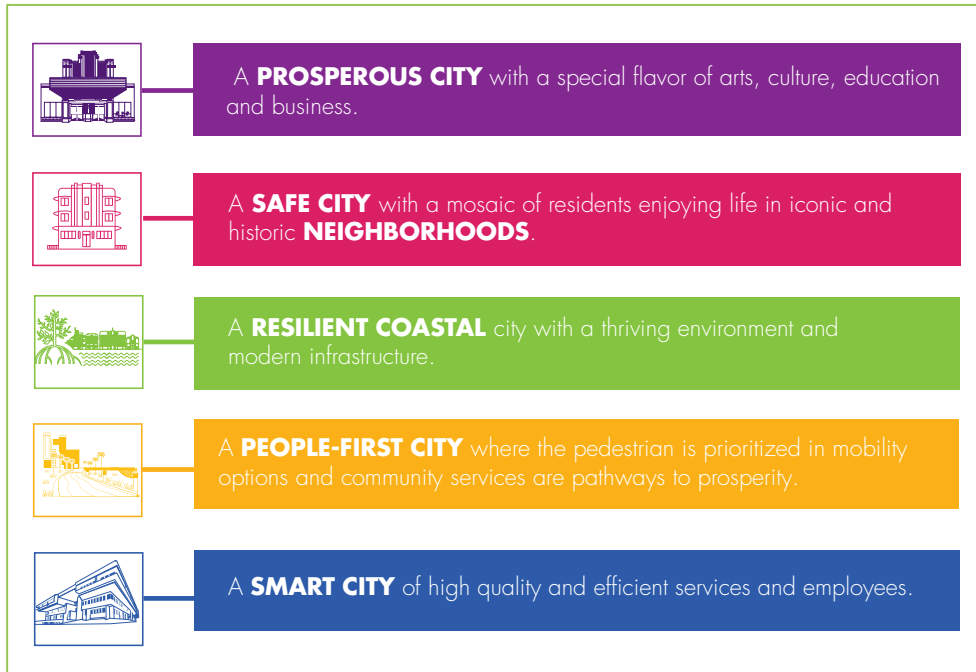 A PROSPEROUS CITY with a special flavor of arts, culture, education
and business.
A SAFE CITY with a mosaic of residents enjoying life in iconic and
historic NEIGHBORHOODS.
A RESILIENT COASTAL city with a thriving environment and
modern infrastructure.
A PEOPLE-FIRST CITY where the pedestrian is prioritized in mobility
options and community services are pathways to prosperity.
A SMART CITY of high quality and efficient services and employees.